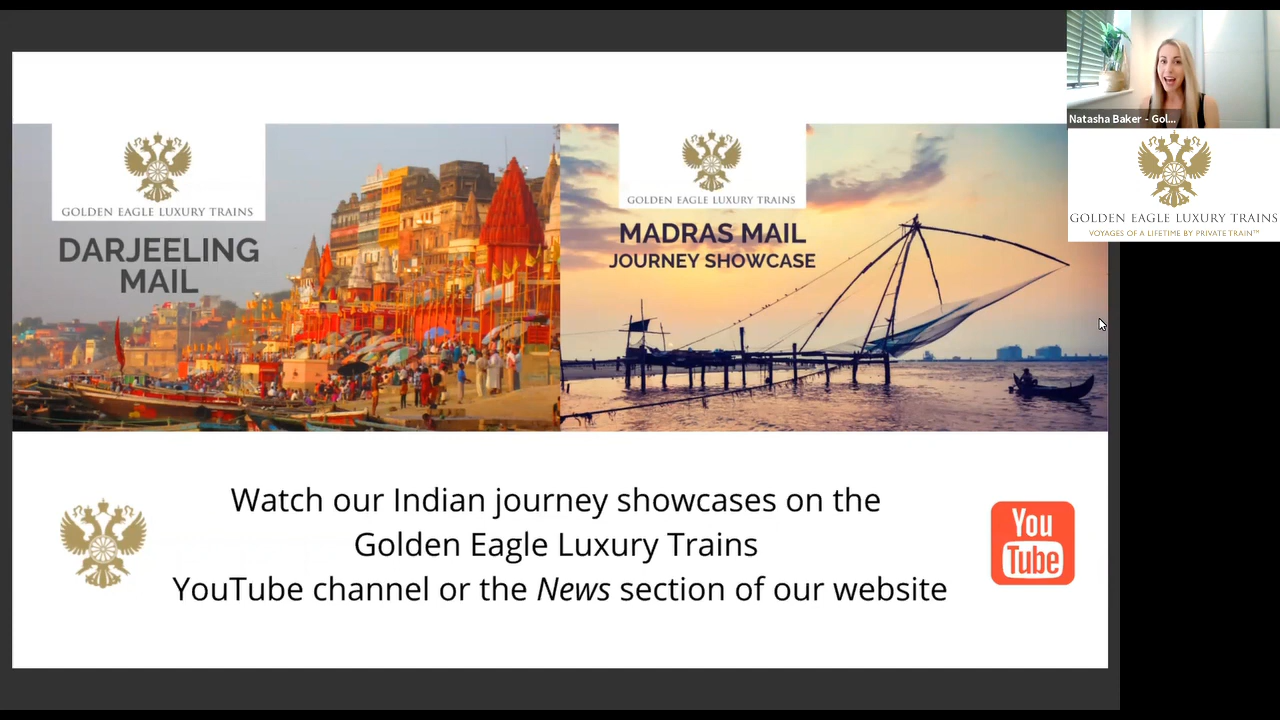 Natasha Baker - Gol...
GOLDEN EAGLE LUXURY TRAINS
VOYAGES OF A LIFETIME BY PRIVATE TRAIN™
GOLDEN EAGLE LUXURY TRAINS
DARJEELING
MAIL
GOLDEN EAGLE LUXURY TRAINS
MADRAS MAIL
JOURNEY SHOWCASE
Watch our Indian journey showcases on the
Golden Eagle Luxury Trains
YouTube channel or the News section of our website
You
Tube